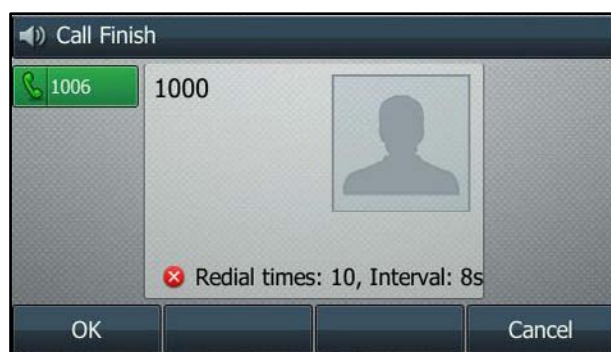 Call Finish
1006
1000
Redial times: 10, Interval: 8s
OK
Cancel